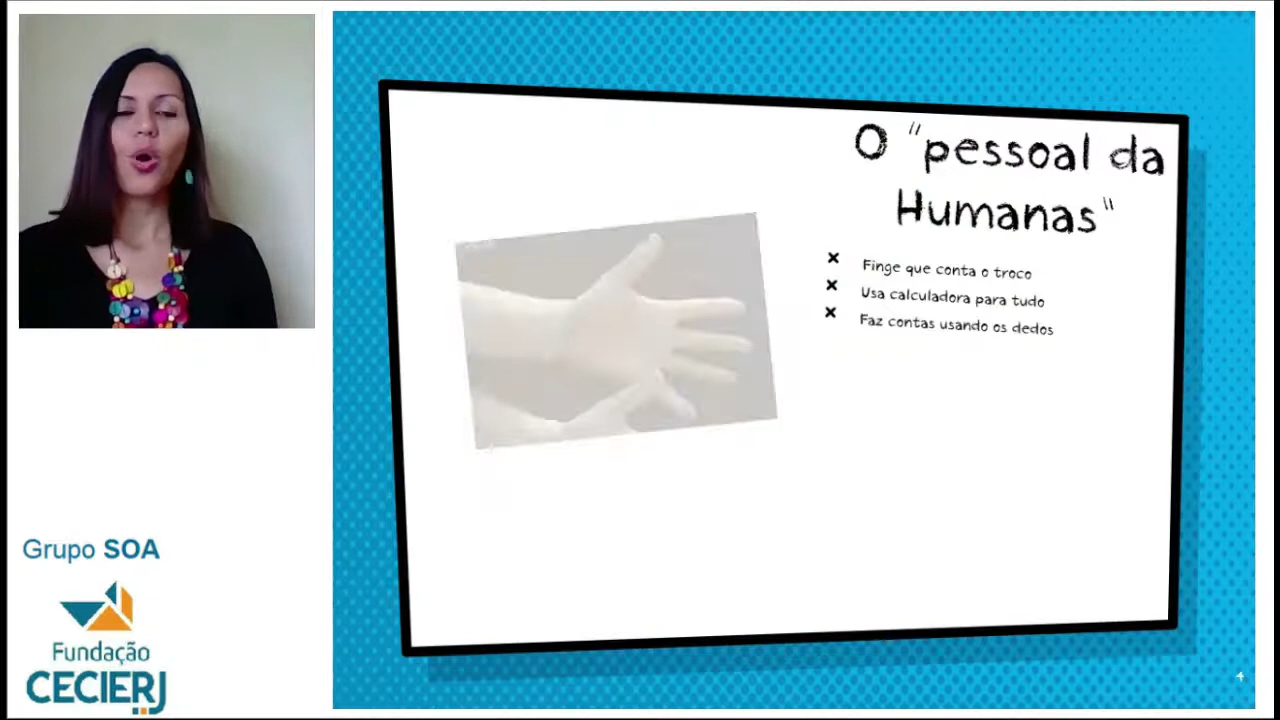 O "pessoal da
Humanas"
Finge que conta o troco
Usa calculadora para tudo
Faz contas usando os dedos
Grupo SOA
Fundação
CECIERJ
4